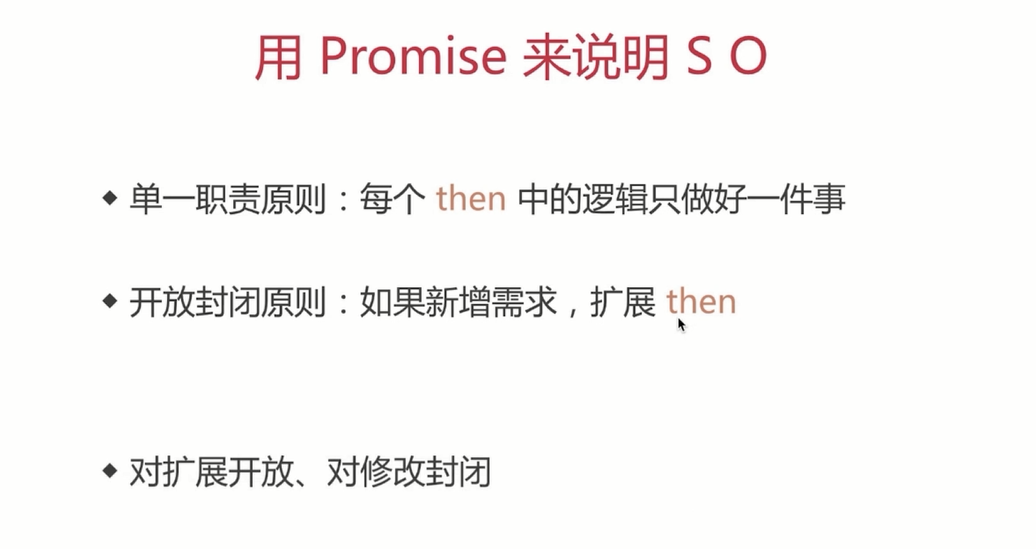 用 Promise 来说明 S O
◆ 单一职责原则：每个 then 中的逻辑只做好一件事
◆ 开放封闭原则：如果新增需求，扩展 then
◆ 对扩展开放、对修改封闭